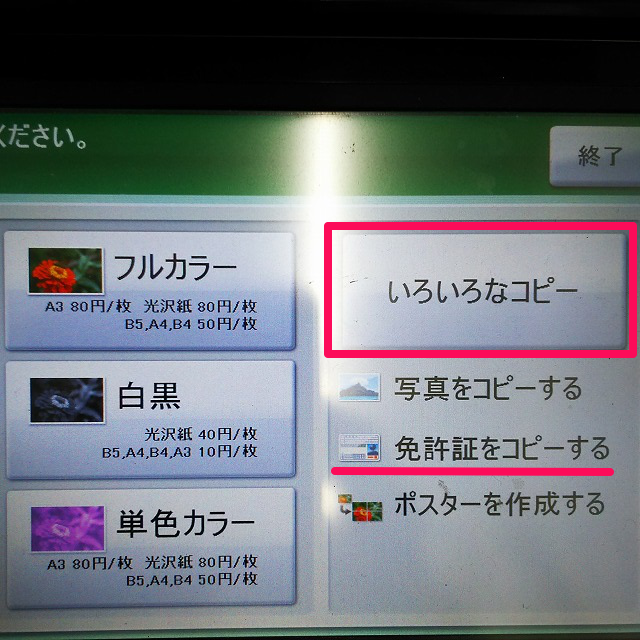 ください。
終了
フルカラー
A3 80円/枚 光沢紙 80円/枚
B5,A4,B4 50円/枚
白黒
光沢紙 40円/枚
B5,A4,B4,A3 10円/枚
単色カラー
A3 80円/枚 光沢紙 80円/枚
B5,A4,B4 50円/枚
いろいろなコピー
写真をコピーする
免許証をコピーする
ポスターを作成する